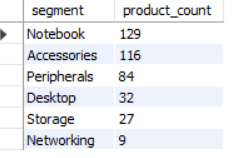 segment product_count
Notebook 129
Accessories 116
Peripherals 84
Desktop 32
Storage 27
Networking 9